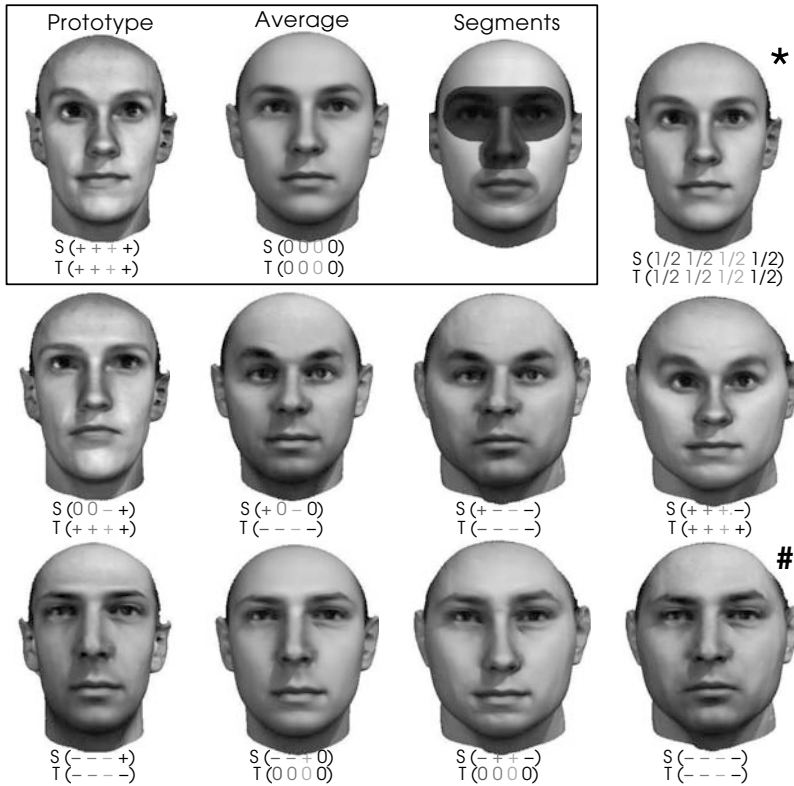 Prototype Average Segments
*
S (+ + + +) S (0 0 0 0) S (1/2 1/2 1/2 1/2)
T (+ + + +) T (0 0 0 0) T (1/2 1/2 1/2 1/2)
S (0 0 – +) S (+ 0 – 0) S (+ – – –) S (+ + + –)
T (+ + + +) T (– – – –) T (– – – –) T (+ + + +)
#
S (– – – +) S (– – + 0) S (– + + –) S (– – – –)
T (– – – –) T (0 0 0 0) T (0 0 0 0) T (– – – –)